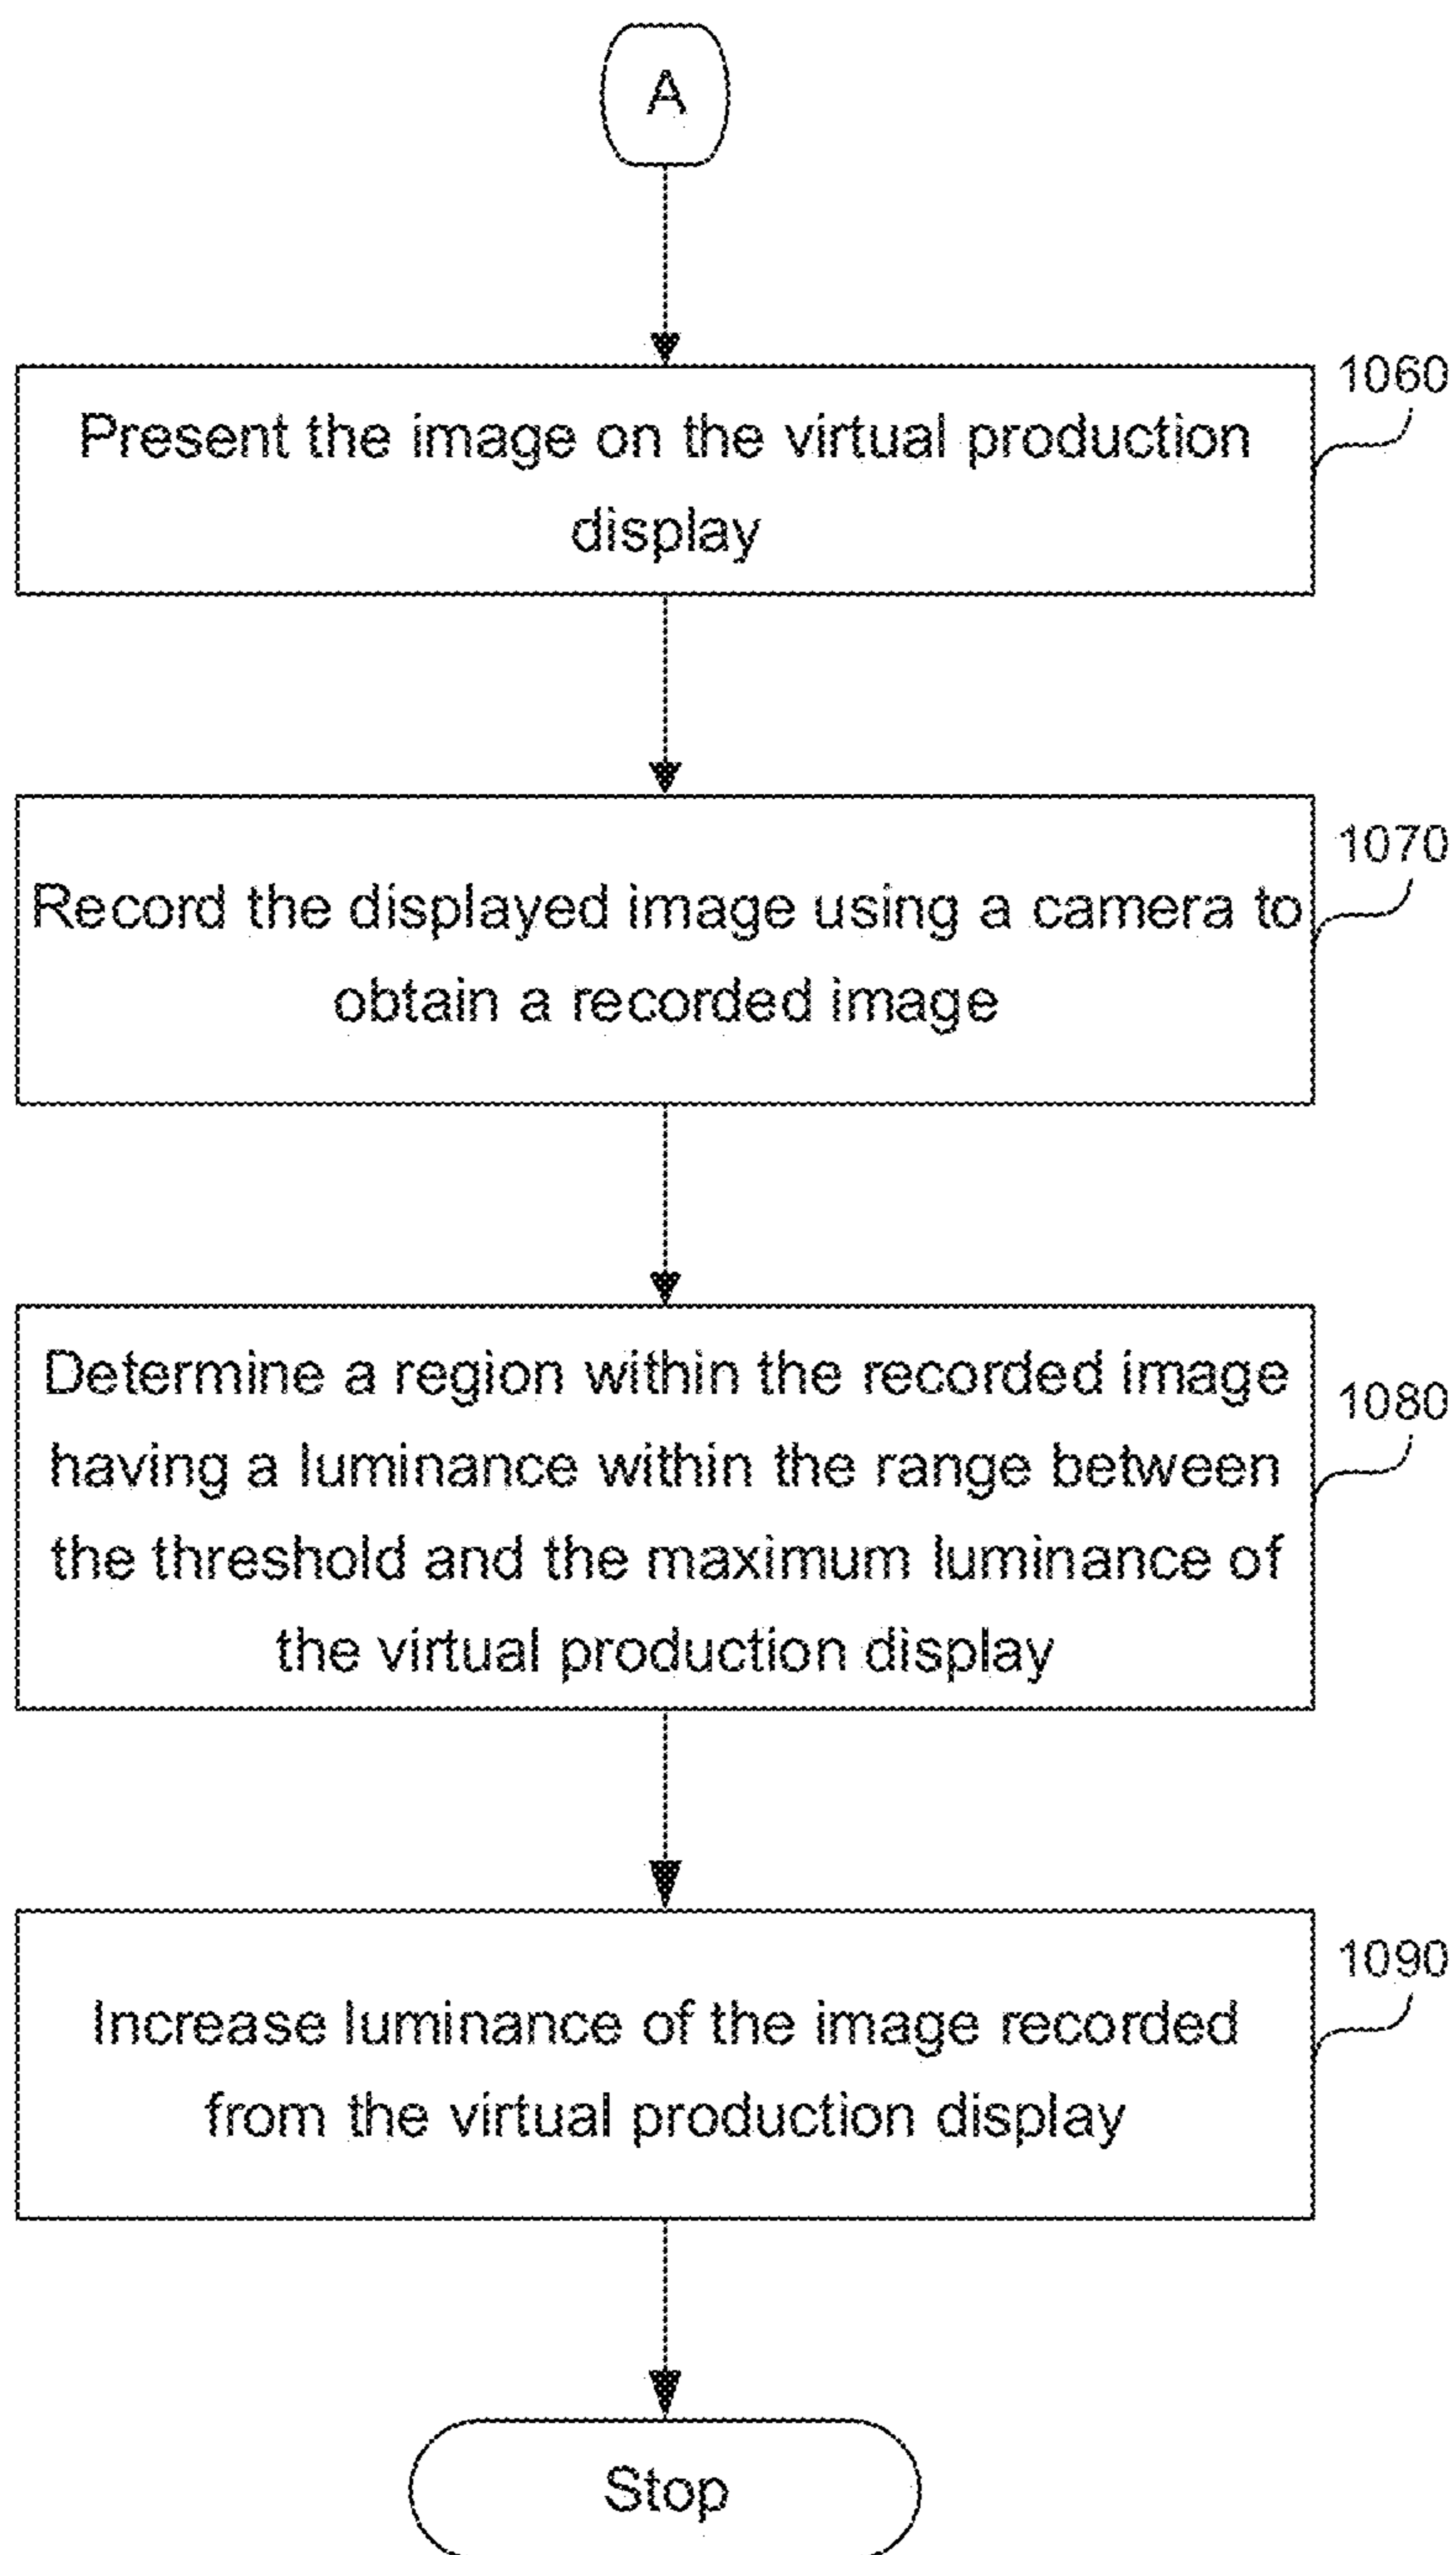 A
1060
Present the image on the virtual production
display
1070
Record the displayed image using a camera to
obtain a recorded image
1080
Determine a region within the recorded image
having a luminance within the range between
the threshold and the maximum luminance of
the virtual production display
1090
Increase luminance of the image recorded
from the virtual production display
Stop